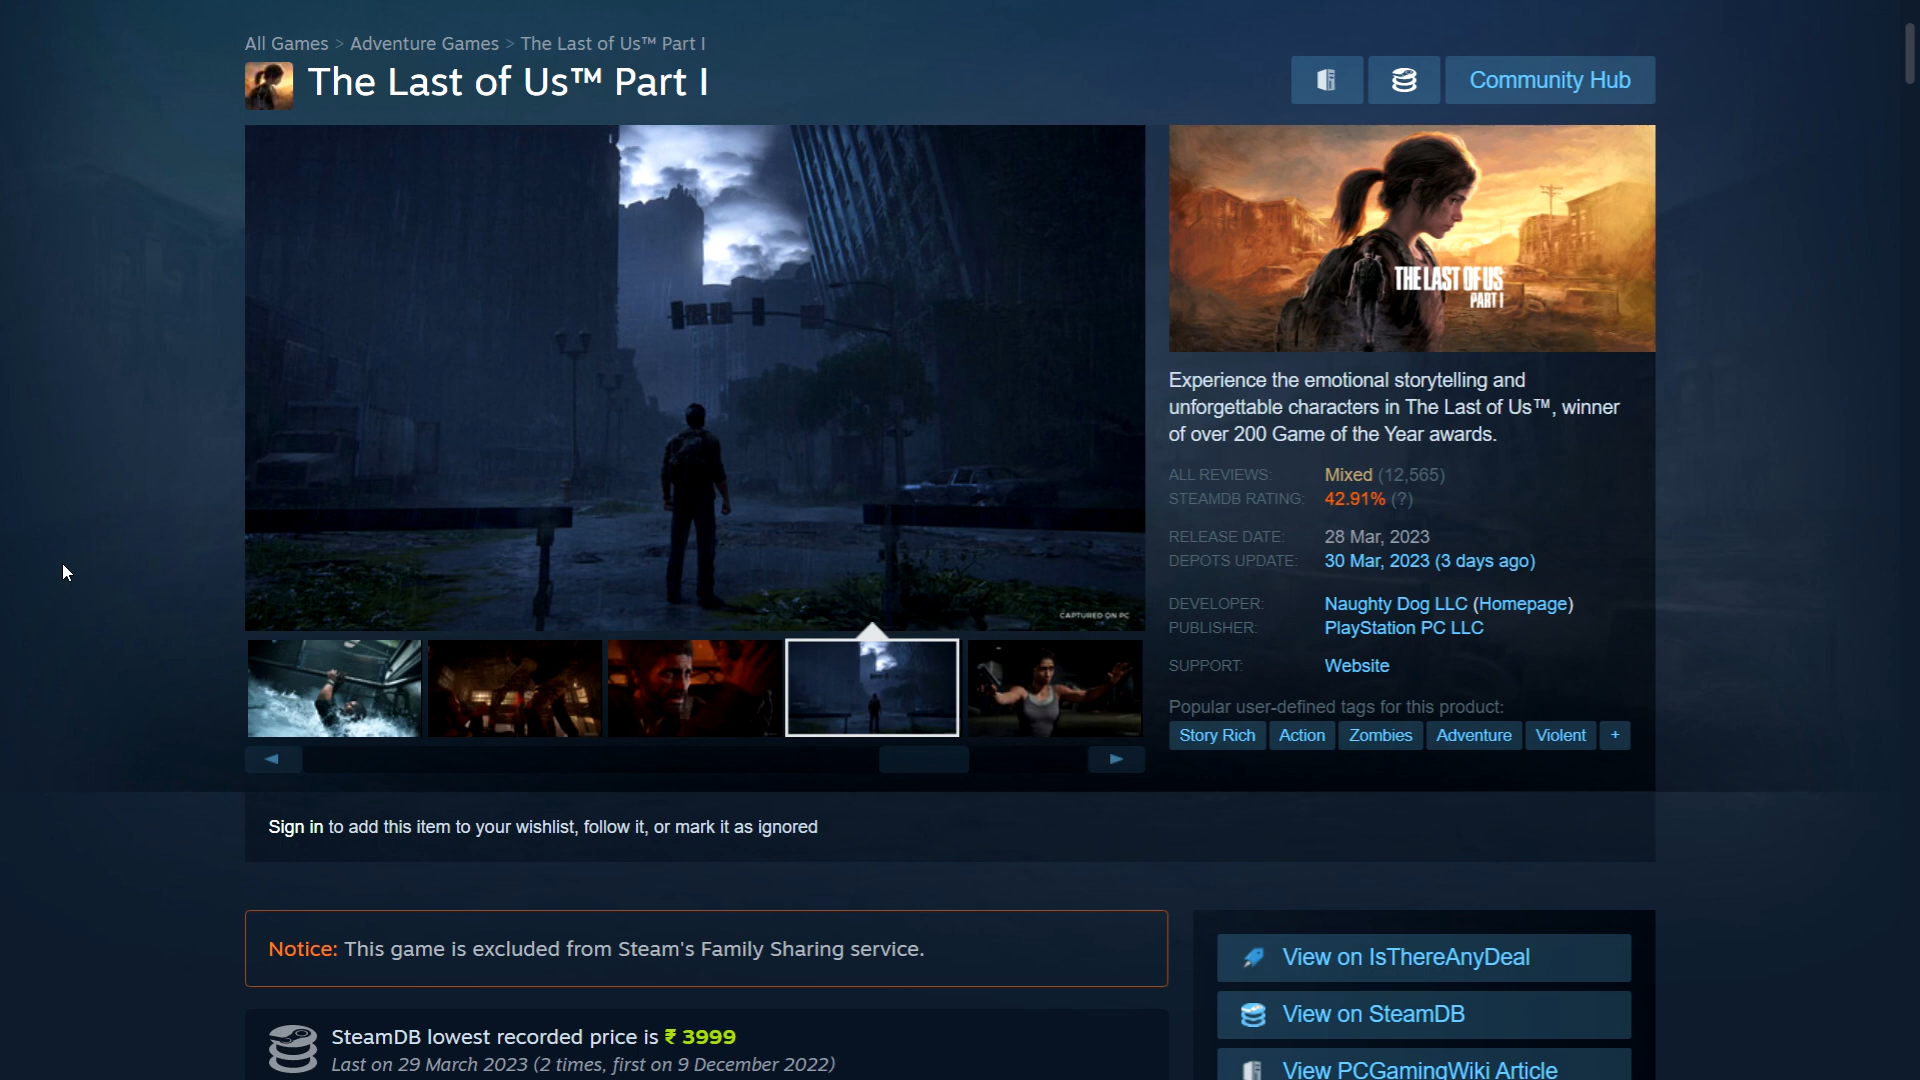 All Games > Adventure Games > The Last of Us™ Part I
The Last of Us™ Part I
Community Hub
CAPTURED ON PC
THE LAST OF US
PART I
Experience the emotional storytelling and
unforgettable characters in The Last of Us™, winner
of over 200 Game of the Year awards.
ALL REVIEWS: Mixed (12,565)
STEAMDB RATING: 42.91% (?)
RELEASE DATE: 28 Mar, 2023
DEPOTS UPDATE: 30 Mar, 2023 (3 days ago)
DEVELOPER: Naughty Dog LLC (Homepage)
PUBLISHER: PlayStation PC LLC
SUPPORT: Website
Popular user-defined tags for this product:
Story Rich Action Zombies Adventure Violent +
Sign in to add this item to your wishlist, follow it, or mark it as ignored
Notice: This game is excluded from Steam's Family Sharing service.
SteamDB lowest recorded price is ₹ 3999
Last on 29 March 2023 (2 times, first on 9 December 2022)
View on IsThereAnyDeal
View on SteamDB
View PCGamingWiki Article